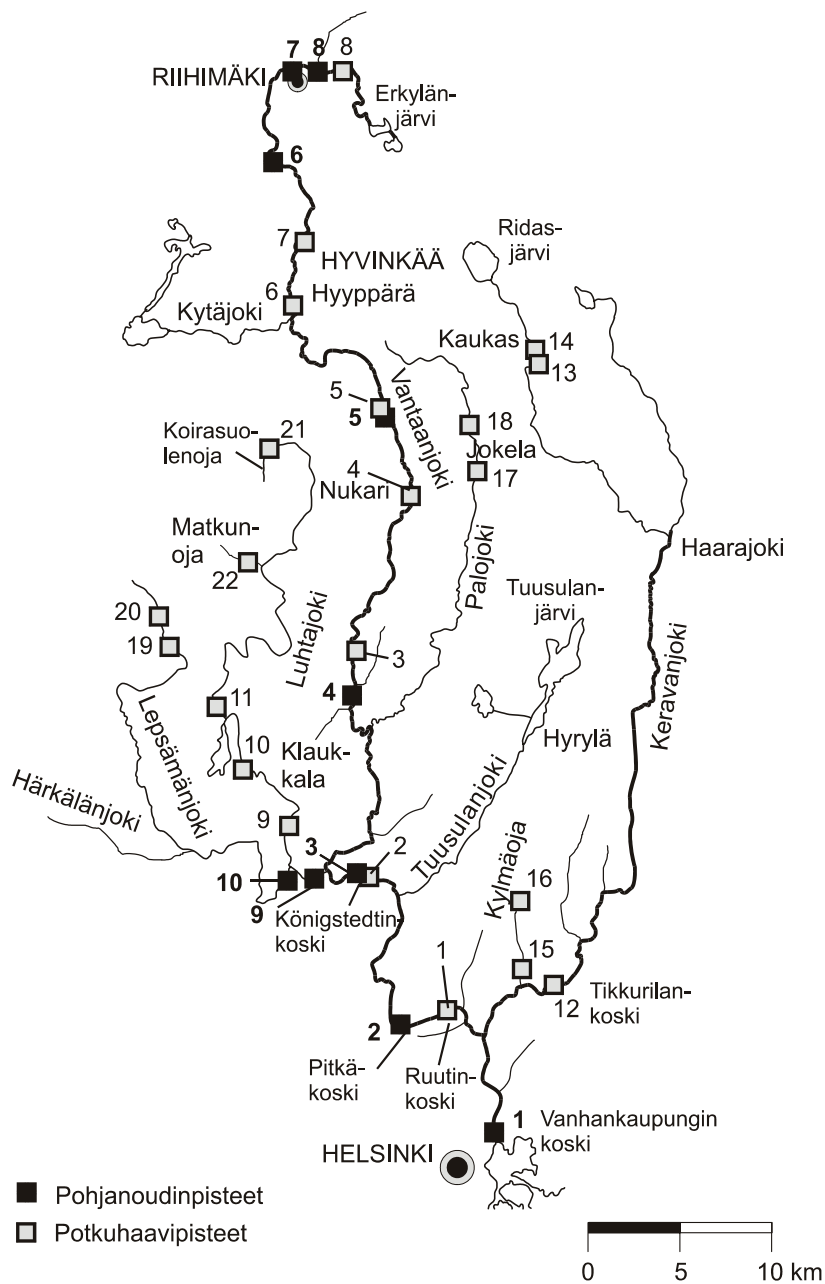 7 8 8
RIIHIMÄKI
Erkylän-
järvi
6
Ridas-
järvi
7
HYVINKÄÄ
6 Hyyppärä
Kytäjoki
Kaukas 14
13
5
5
Vantaanjoki
18
Jokela
17
Koirasuo-
lenoja
21
4
Nukari
Matkun-
oja
22
Haarajoki
Palojoki
Tuusulan-
järvi
20
19
Luhtajoki
3
4
11
Lepsämänjoki
Klauk-
kala
Hyrylä
Keravanjoki
10
Härkälänjoki
9
Tuusulanjoki
3 2
10
9
Königstedtin-
koski
Kylmäoja
16
15
1
12
Tikkurilan-
koski
2
Pitkä-
koski
Ruutin-
koski
1
Vanhankaupungin
koski
HELSINKI
Pohjanoudinpisteet
Potkuhaavipisteet
0 5 10 km